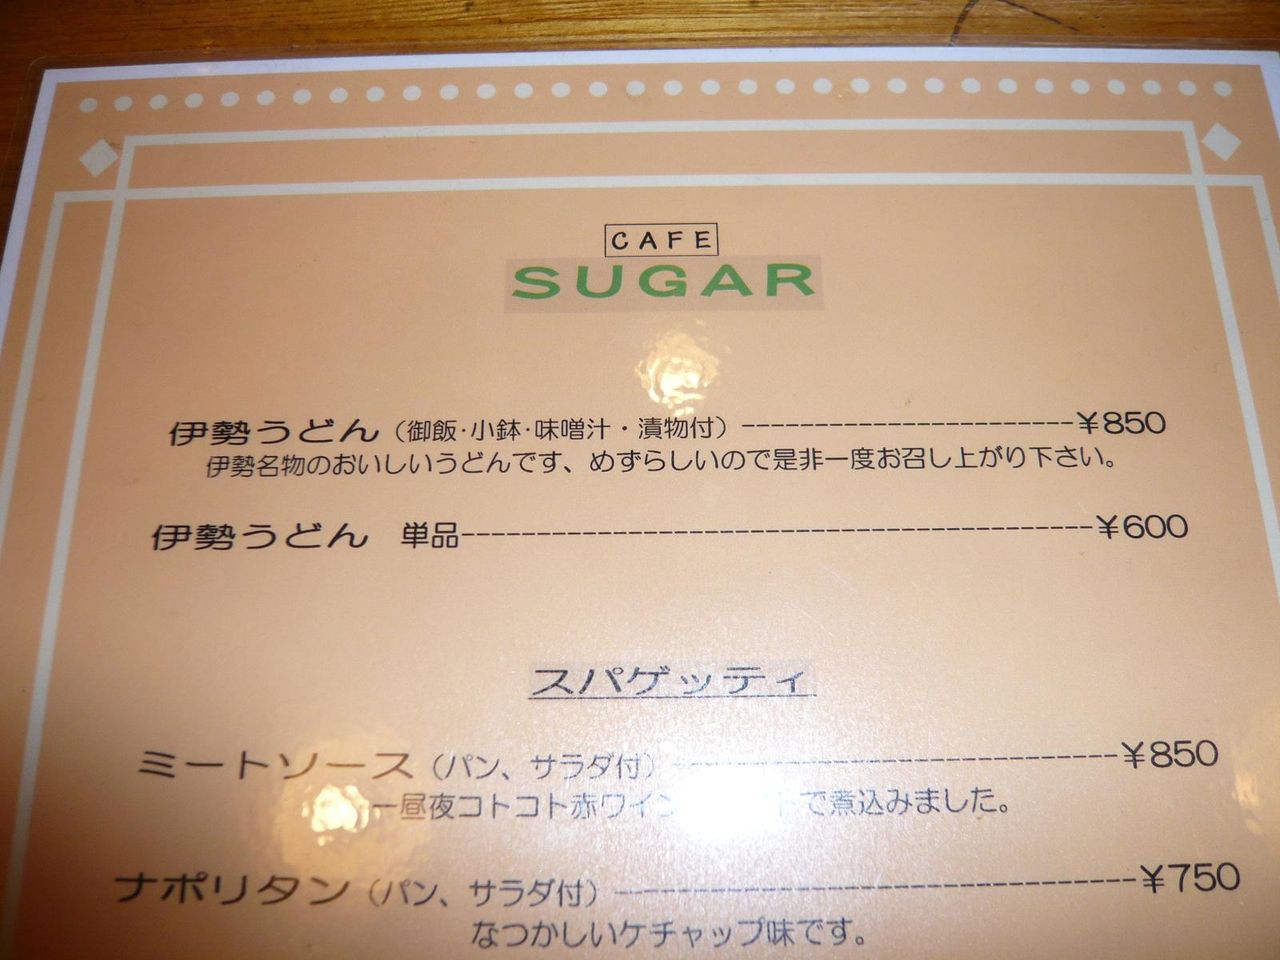 CAFE
SUGAR
伊勢うどん（御飯・小鉢・味噌汁・漬物付）------------------------¥850
伊勢名物のおいしいうどんです、めずらしいので是非一度お召し上がり下さい。
伊勢うどん　単品------------------------------------------¥600
スパゲッティ
ミートソース（パン、サラダ付）------------------------------¥850
一昼夜コトコト赤ワイン で煮込みました。
ナポリタン（パン、サラダ付）-----------------------------------¥750
なつかしいケチャップ味です。